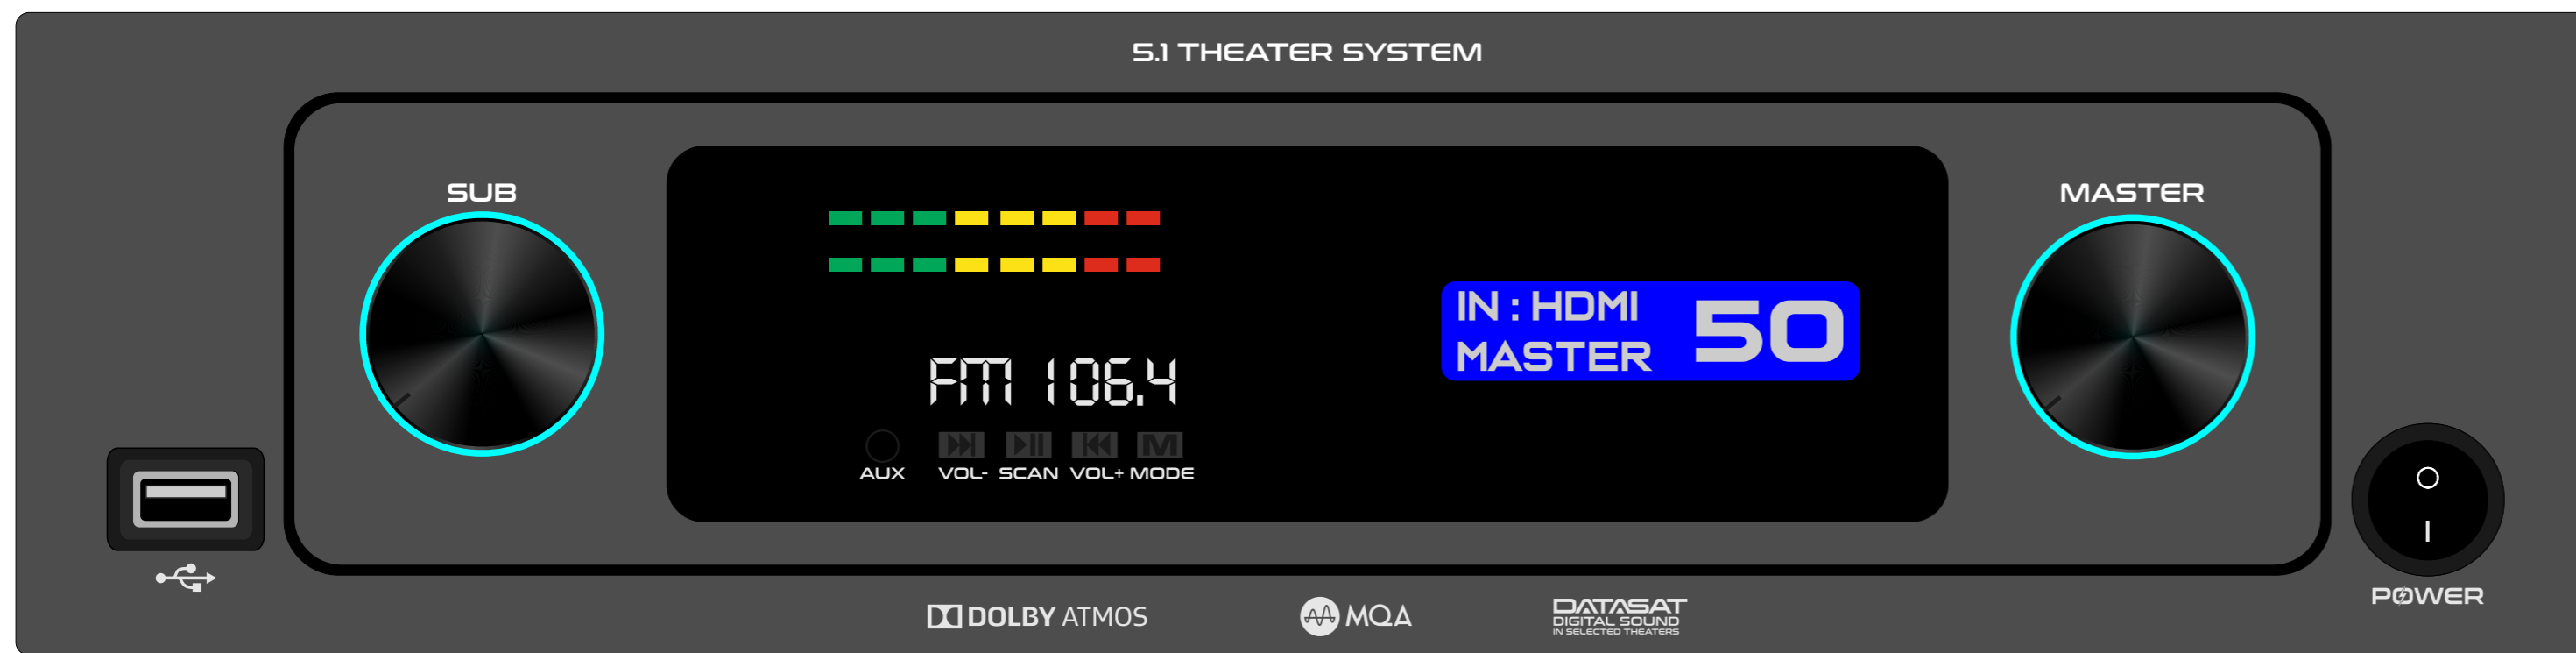 5.1 THEATER SYSTEM
SUB
MASTER
IN : HDMI
MASTER
50
FM 106.4
M
AUX VOL- SCAN VOL+ MODE
POWER
DOLBY ATMOS
MQA
DATASAT
DIGITAL SOUND
IN SELECTED THEATERS